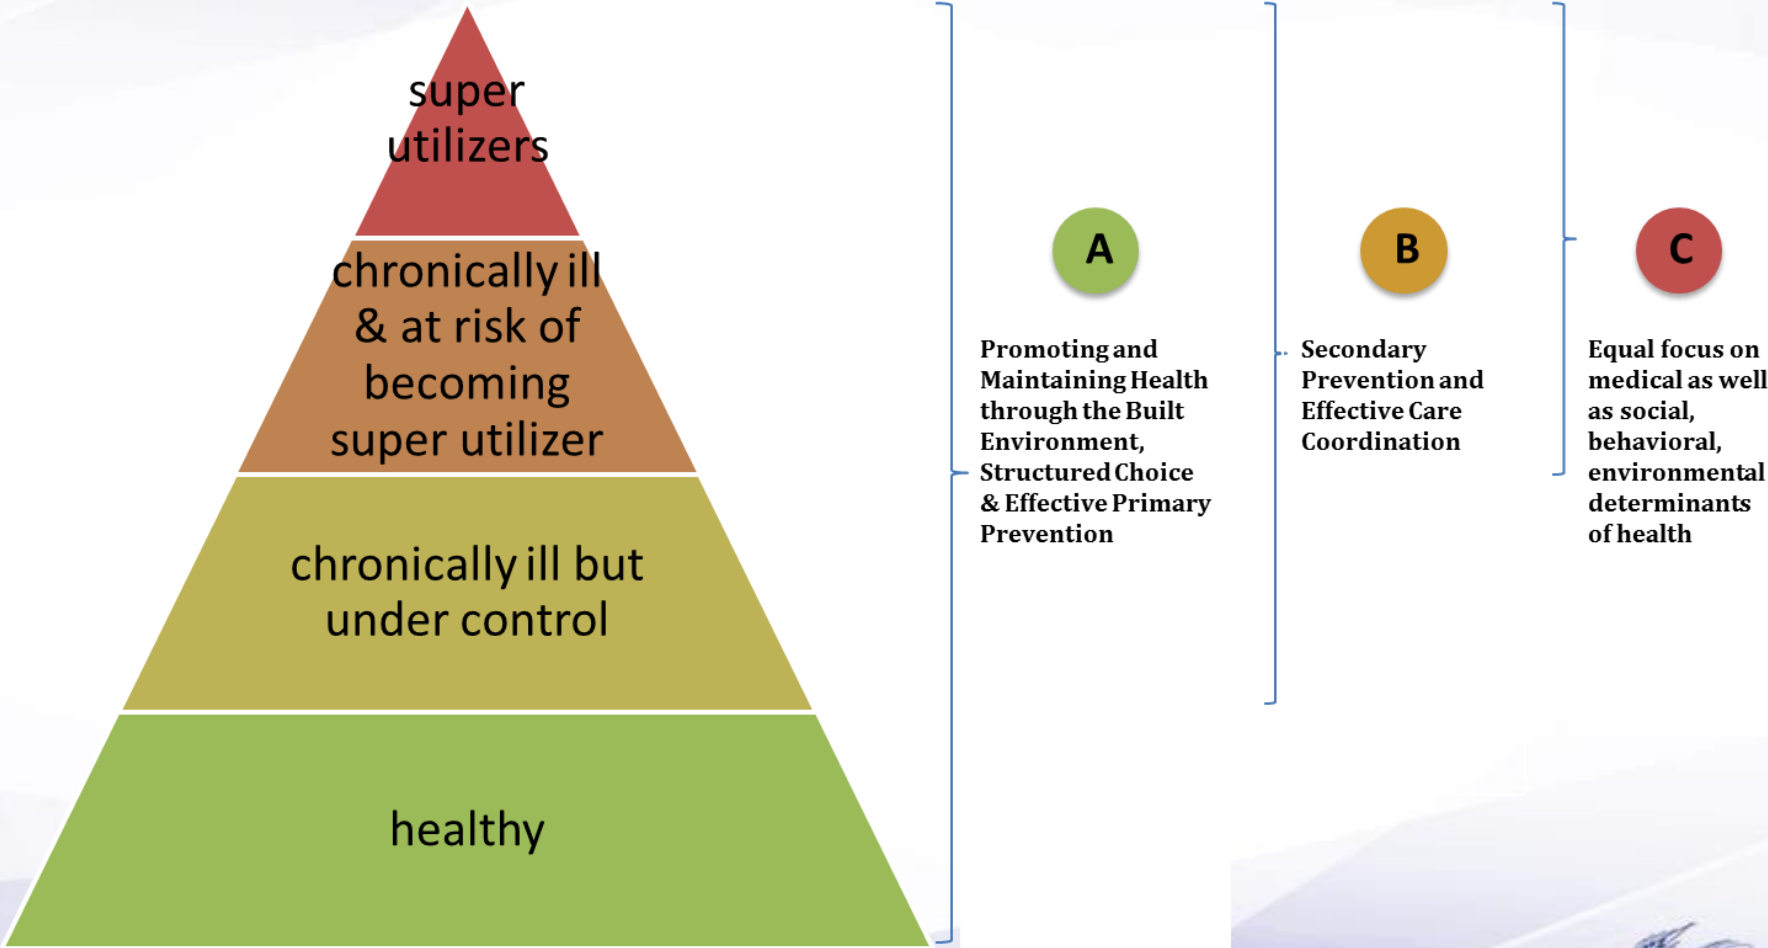 super
utilizers
chronically ill
& at risk of
becoming
super utilizer
chronically ill but
under control
healthy
A
Promoting and
Maintaining Health
through the Built
Environment,
Structured Choice
& Effective Primary
Prevention
B
Secondary
Prevention and
Effective Care
Coordination
C
Equal focus on
medical as well
as social,
behavioral,
environmental
determinants
of health